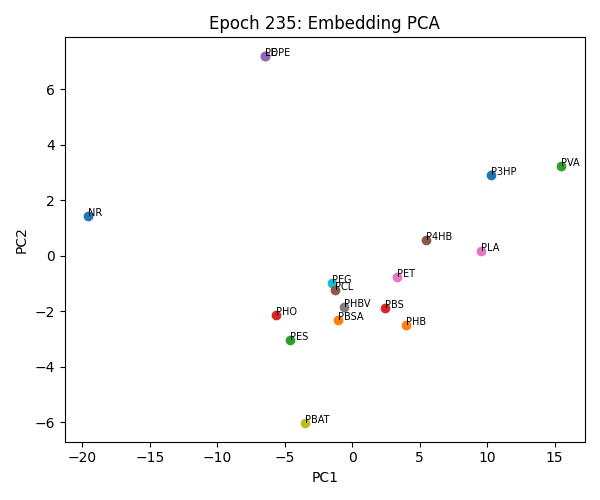 Epoch 235: Embedding PCA
PC2
6
4
2
0
−2
−4
−6
PE
NR
P3HP
PVA
P4HB
PLA
PEG
PCL
PET
PHBV
PBS
PHO
PBSA
PHB
PES
PBAT
−20
−15
−10
−5
0
5
10
15
PC1